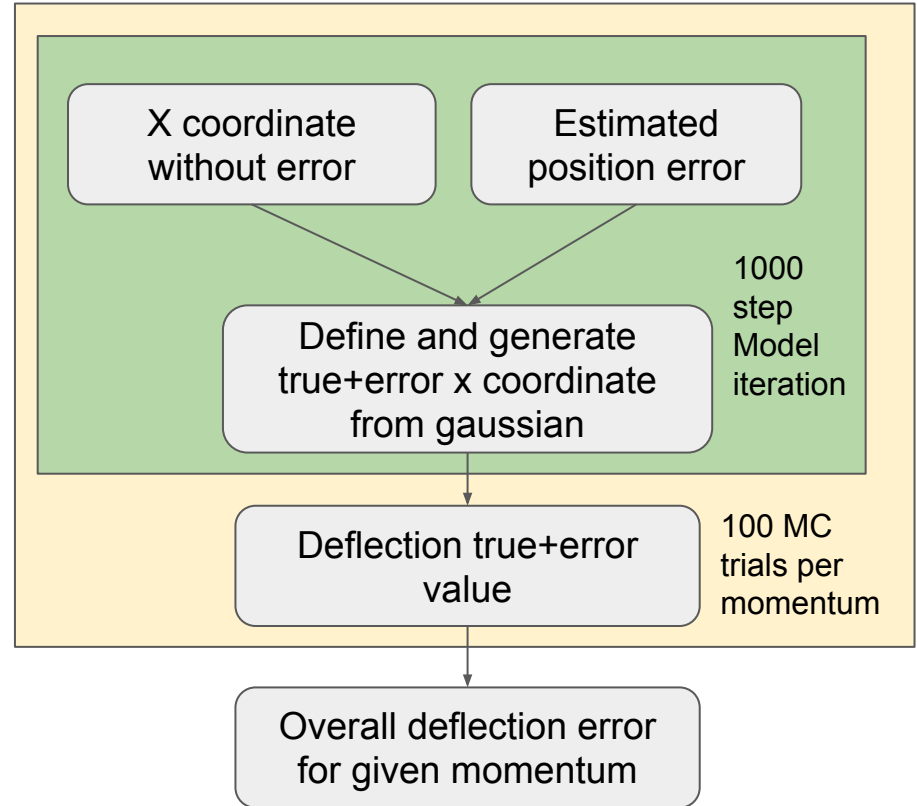 X coordinate
without error
Estimated
position error
1000
step
Model
iteration
Define and generate
true+error x coordinate
from gaussian
Deflection true+error
value
100 MC
trials per
momentum
Overall deflection error
for given momentum